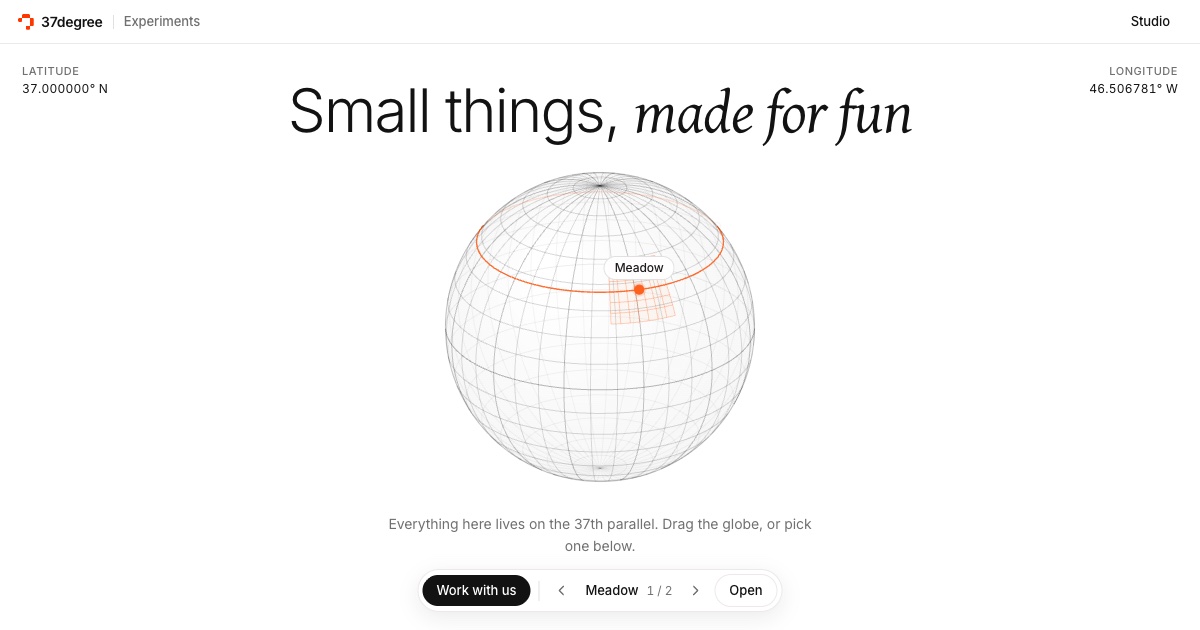 37degree
Experiments
Studio
LATITUDE
37.000000° N
LONGITUDE
46.506781° W
Small things, made for fun
Meadow
Everything here lives on the 37th parallel. Drag the globe, or pick
one below.
Work with us
Meadow 1 / 2
Open